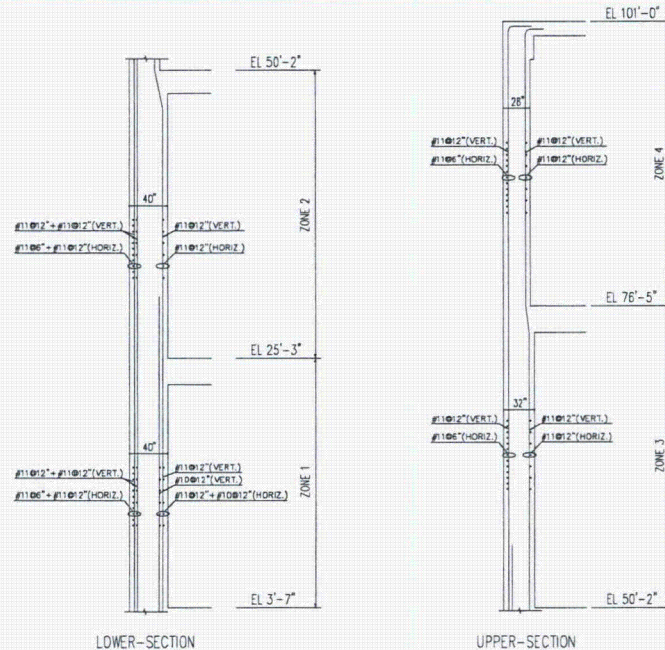 EL 50'-2"
40"
#11@12"+#11@12"(VERT.)
#11@12"(VERT.)
#11@6"+#11@12"(HORIZ.)
#11@12"(HORIZ.)
ZONE 2
EL 25'-3"
40"
#11@12"+#11@12"(VERT.)
#11@12"(VERT.)
#10@12"(VERT.)
#11@6"+#11@12"(HORIZ.)
#11@12"+#10@12"(HORIZ.)
ZONE 1
EL 3'-7"
LOWER-SECTION
EL 101'-0"
28"
#11@12"(VERT.)
#11@12"(VERT.)
#11@6"(HORIZ.)
#11@12"(HORIZ.)
ZONE 4
EL 76'-5"
32"
#11@12"(VERT.)
#11@12"(VERT.)
#11@6"(HORIZ.)
#11@12"(HORIZ.)
ZONE 3
EL 50'-2"
UPPER-SECTION